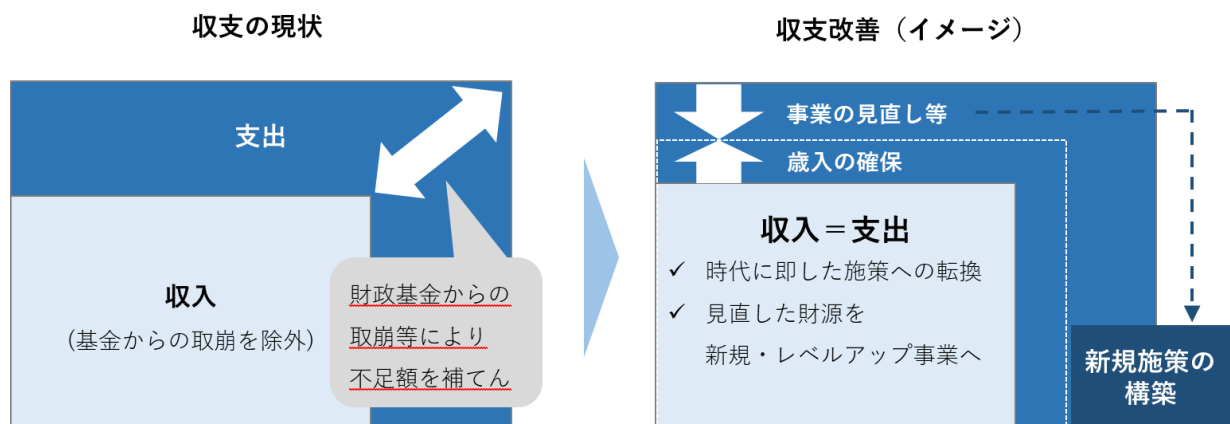 収支の現状
支出
収入
(基金からの取崩を除外)
財政基金からの
取崩等により
不足額を補てん
収支改善（イメージ）
事業の見直し等
歳入の確保
収入＝支出
✓ 時代に即した施策への転換
✓ 見直した財源を
新規・レベルアップ事業へ
新規施策の
構築